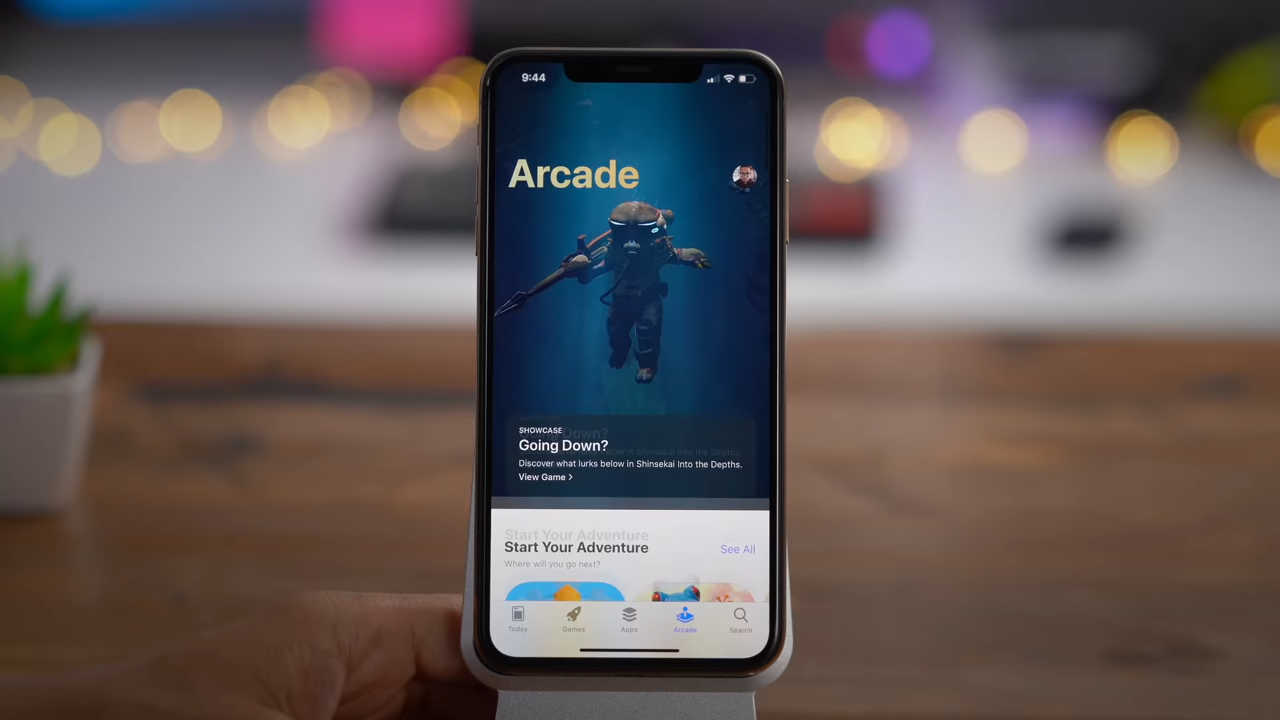 9:44
Arcade
SHOWCASE
Going Down?
Discover what lurks below in Shinsekai Into the Depths.
View Game >
Start Your Adventure
See All
Where will you go next?
Today
Games
Apps
Arcade
Search